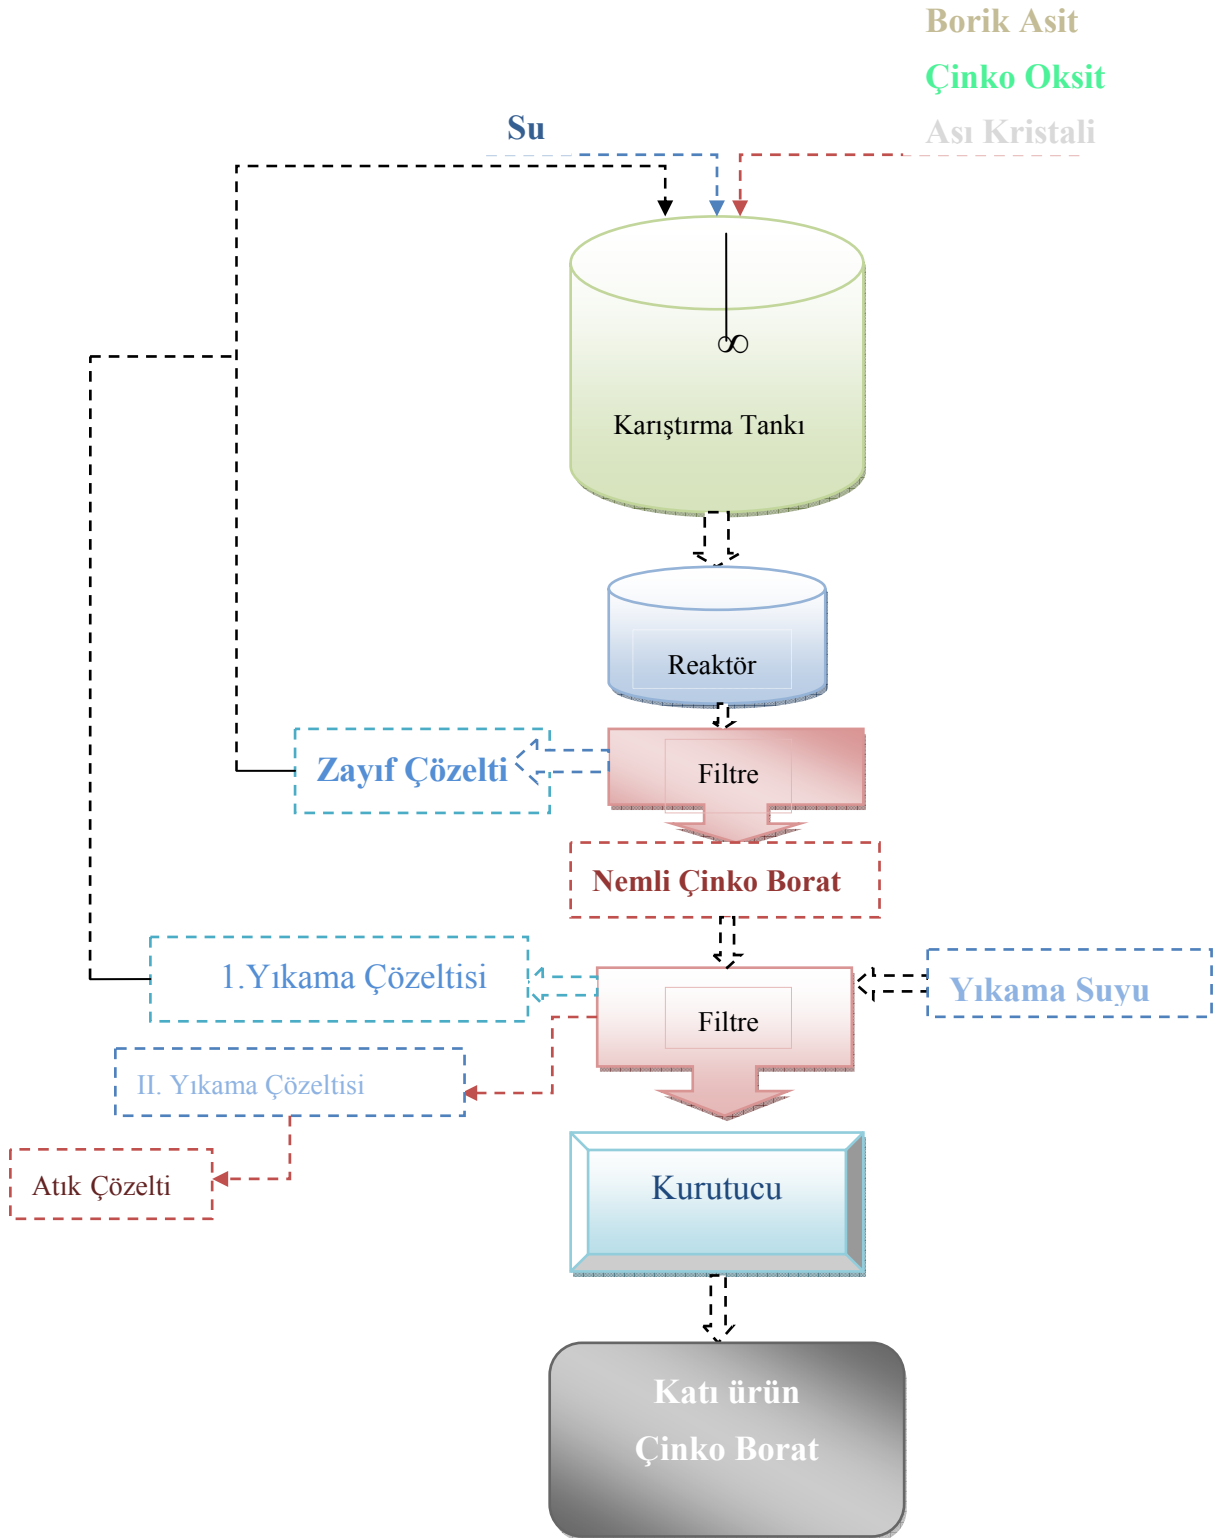 Borik Asit
Çinko Oksit
Ası Kristali
Su
∞
Karıştırma Tankı
Reaktör
Zayıf Çözelti
Filtre
Nemli Çinko Borat
1.Yıkama Çözeltisi
Yıkama Suyu
Filtre
II. Yıkama Çözeltisi
Atık Çözelti
Kurutucu
Katı ürün
Çinko Borat